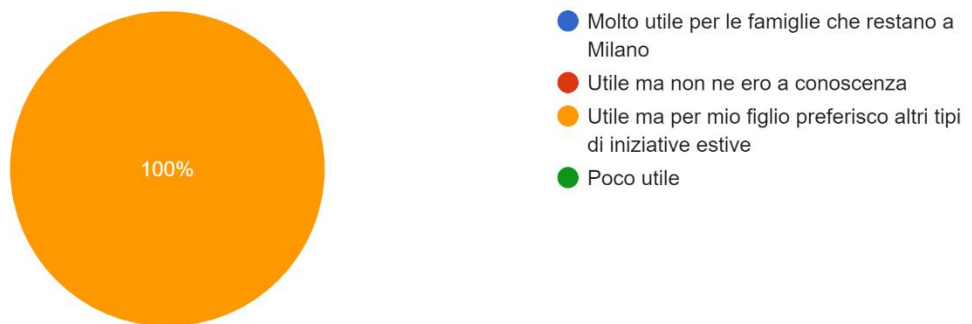 100%
Molto utile per le famiglie che restano a
Milano
Utile ma non ne ero a conoscenza
Utile ma per mio figlio preferisco altri tipi
di iniziative estive
Poco utile